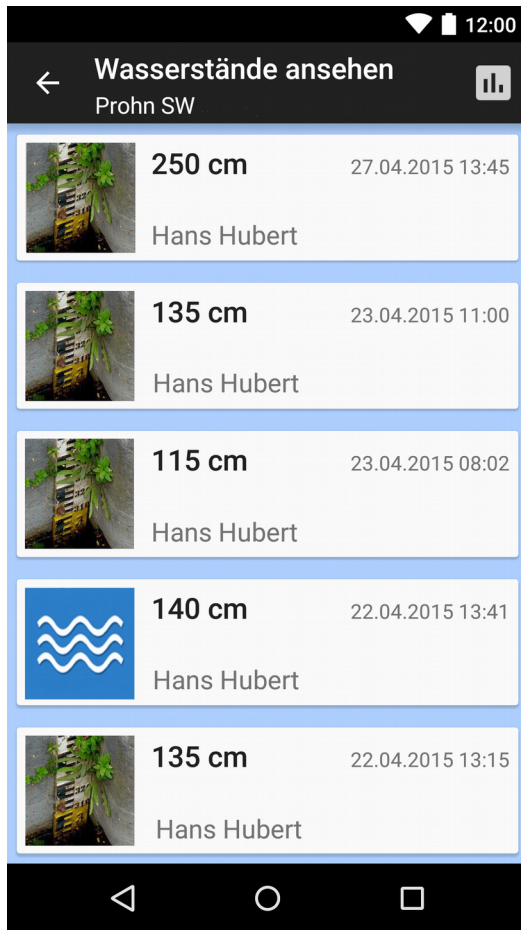 12:00
Wasserstände ansehen
Prohn SW
250 cm 27.04.2015 13:45
Hans Hubert
135 cm 23.04.2015 11:00
Hans Hubert
115 cm 23.04.2015 08:02
Hans Hubert
140 cm 22.04.2015 13:41
Hans Hubert
135 cm 22.04.2015 13:15
Hans Hubert